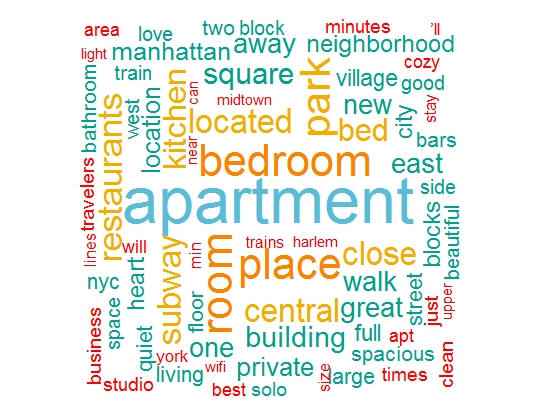 area
love
two
block
minutes
'll
light
manhattan
away
neighborhood
train
square
cozy
bathroom
west
location
kitchen
can
midtown
park
village
good
new
city
stay
restaurants
located
bed
bars
near
bedroom
east
travelers
apartment
side
lines
will
subway
min
room
trains
harlem
place
close
blocks
beautiful
nyc
heart
walk
space
floor
central
great
street
just
upper
business
quiet
one
building
full
apt
york
wifi
private
spacious
clean
studio
living
best
solo
size
large
times